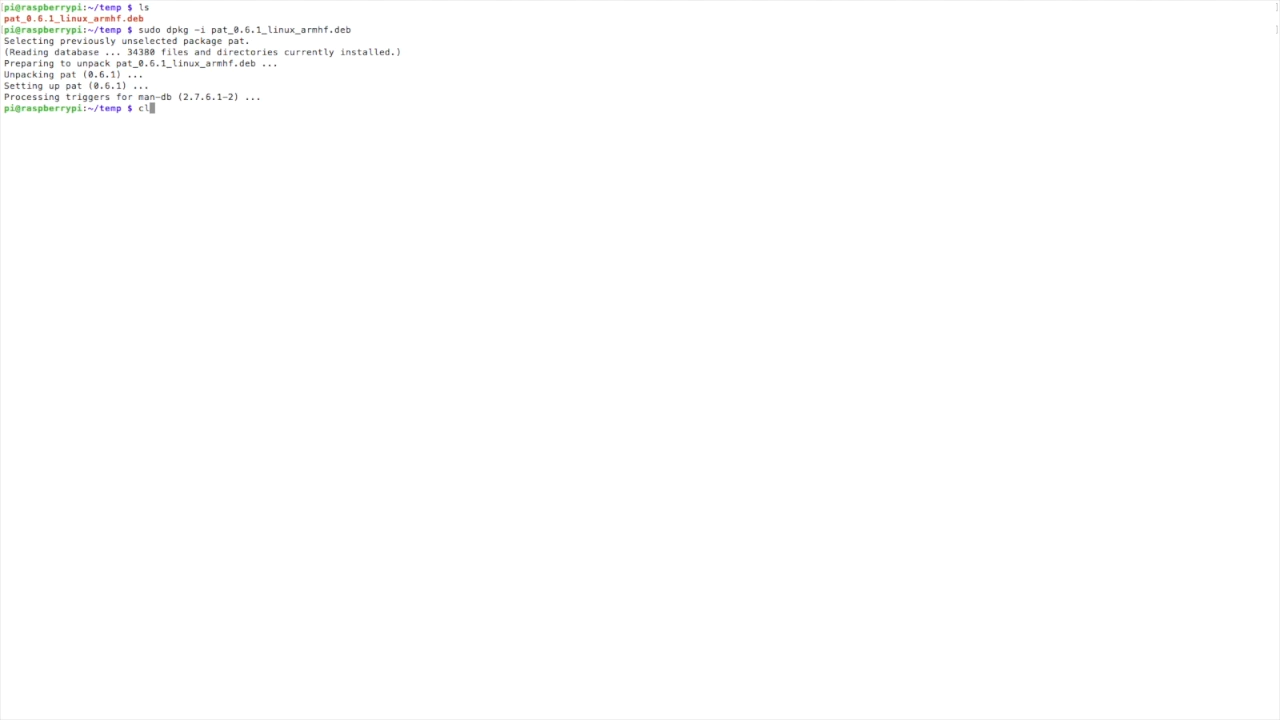 pi@raspberrypi:~/temp $ ls
pat_0.6.1_linux_armhf.deb
pi@raspberrypi:~/temp $ sudo dpkg -i pat_0.6.1_linux_armhf.deb
Selecting previously unselected package pat.
(Reading database ... 34380 files and directories currently installed.)
Preparing to unpack pat_0.6.1_linux_armhf.deb ...
Unpacking pat (0.6.1) ...
Setting up pat (0.6.1) ...
Processing triggers for man-db (2.7.6.1-2) ...
pi@raspberrypi:~/temp $ cl